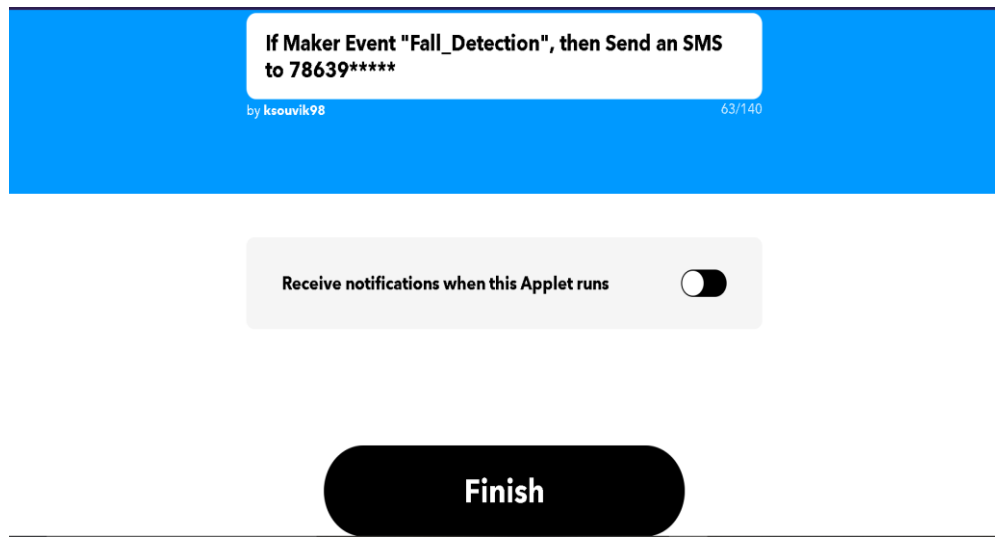 If Maker Event "Fall_Detection", then Send an SMS
to 78639*****
by ksouvik98
63/140
Receive notifications when this Applet runs
Finish